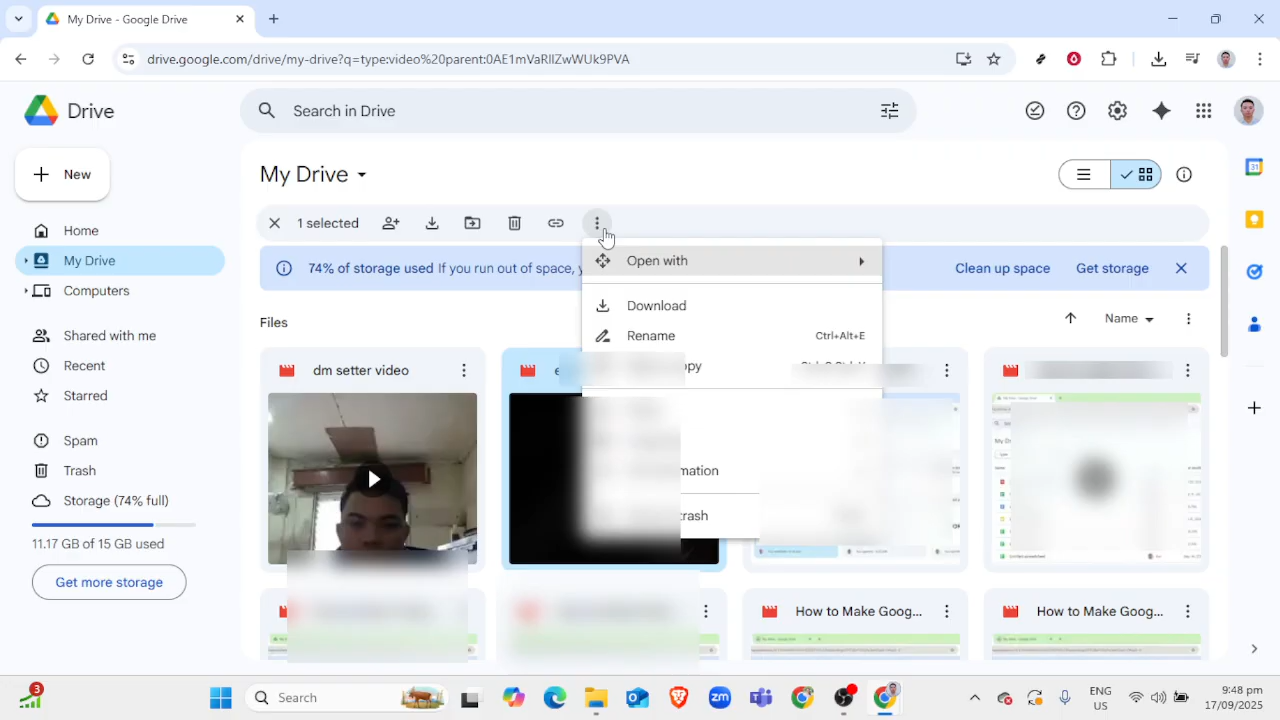 My Drive - Google Drive
drive.google.com/drive/my-drive?q=type:video%20parent:0AE1mVaRIlZwWUk9PVA
Drive
Search in Drive
New
My Drive
1 selected
Home
My Drive
Computers
Shared with me
Recent
Starred
Spam
Trash
Storage (74% full)
11.17 GB of 15 GB used
Get more storage
74% of storage used If you run out of space,
Clean up space
Get storage
Open with
Download
Rename Ctrl+Alt+E
Files
Name
dm setter video
How to Make Goog...
How to Make Goog...
31
3
Search
zm
ENG
US
9:48 pm
17/09/2025